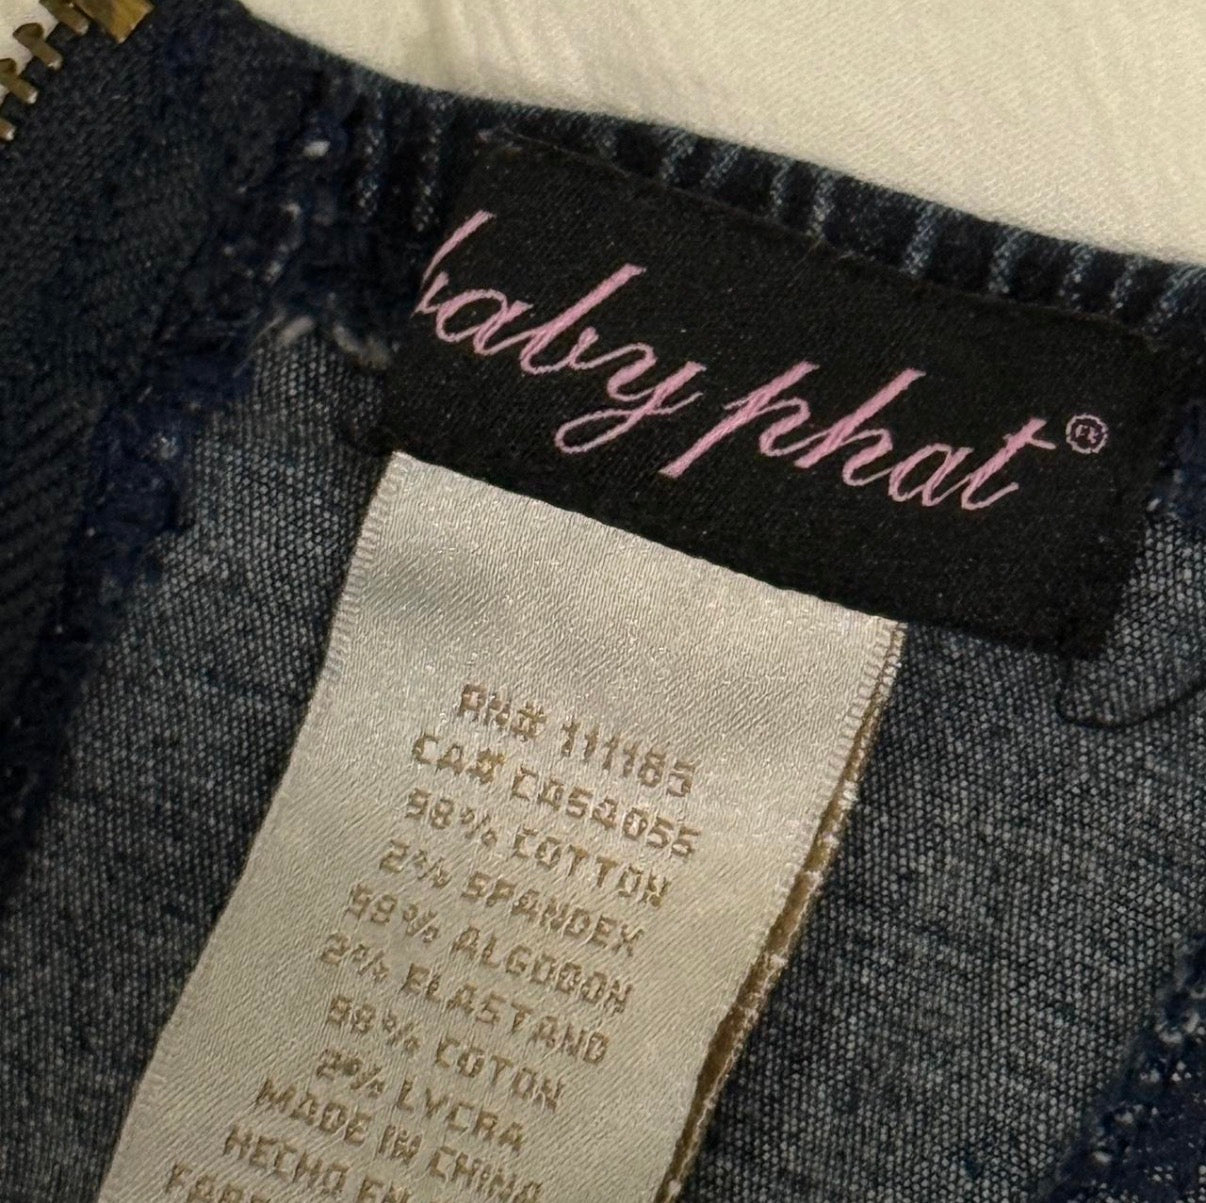 baby phat®
RN# 111185
CA# CA54055
98% COTTON
2% SPANDEX
98% ALGODON
2% ELASTANO
98% COTON
2% LYCRA
MADE IN CHINA
HECHO EN